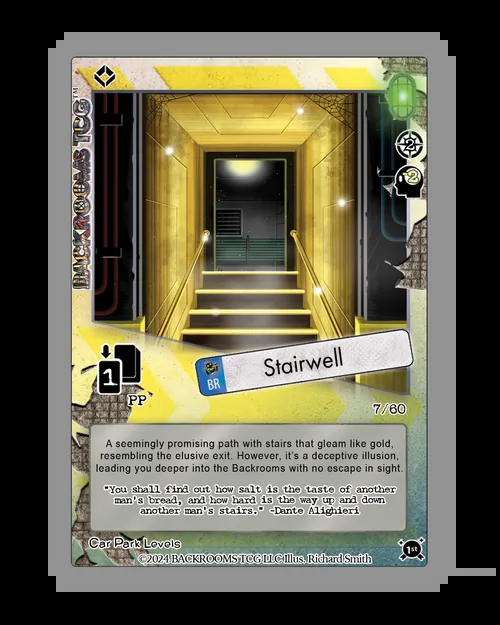 BACKROOMS TCG™
2
2
1
PP
BR
Stairwell
7/60
A seemingly promising path with stairs that gleam like gold,
resembling the elusive exit. However, it's a deceptive illusion,
leading you deeper into the Backrooms with no escape in sight.
"You shall find out how salt is the taste of another
man's bread, and how hard is the way up and down
another man's stairs." -Dante Alighieri
Car Park Levels
©2024 BACKROOMS TCG LLC Illus. Richard Smith
1st